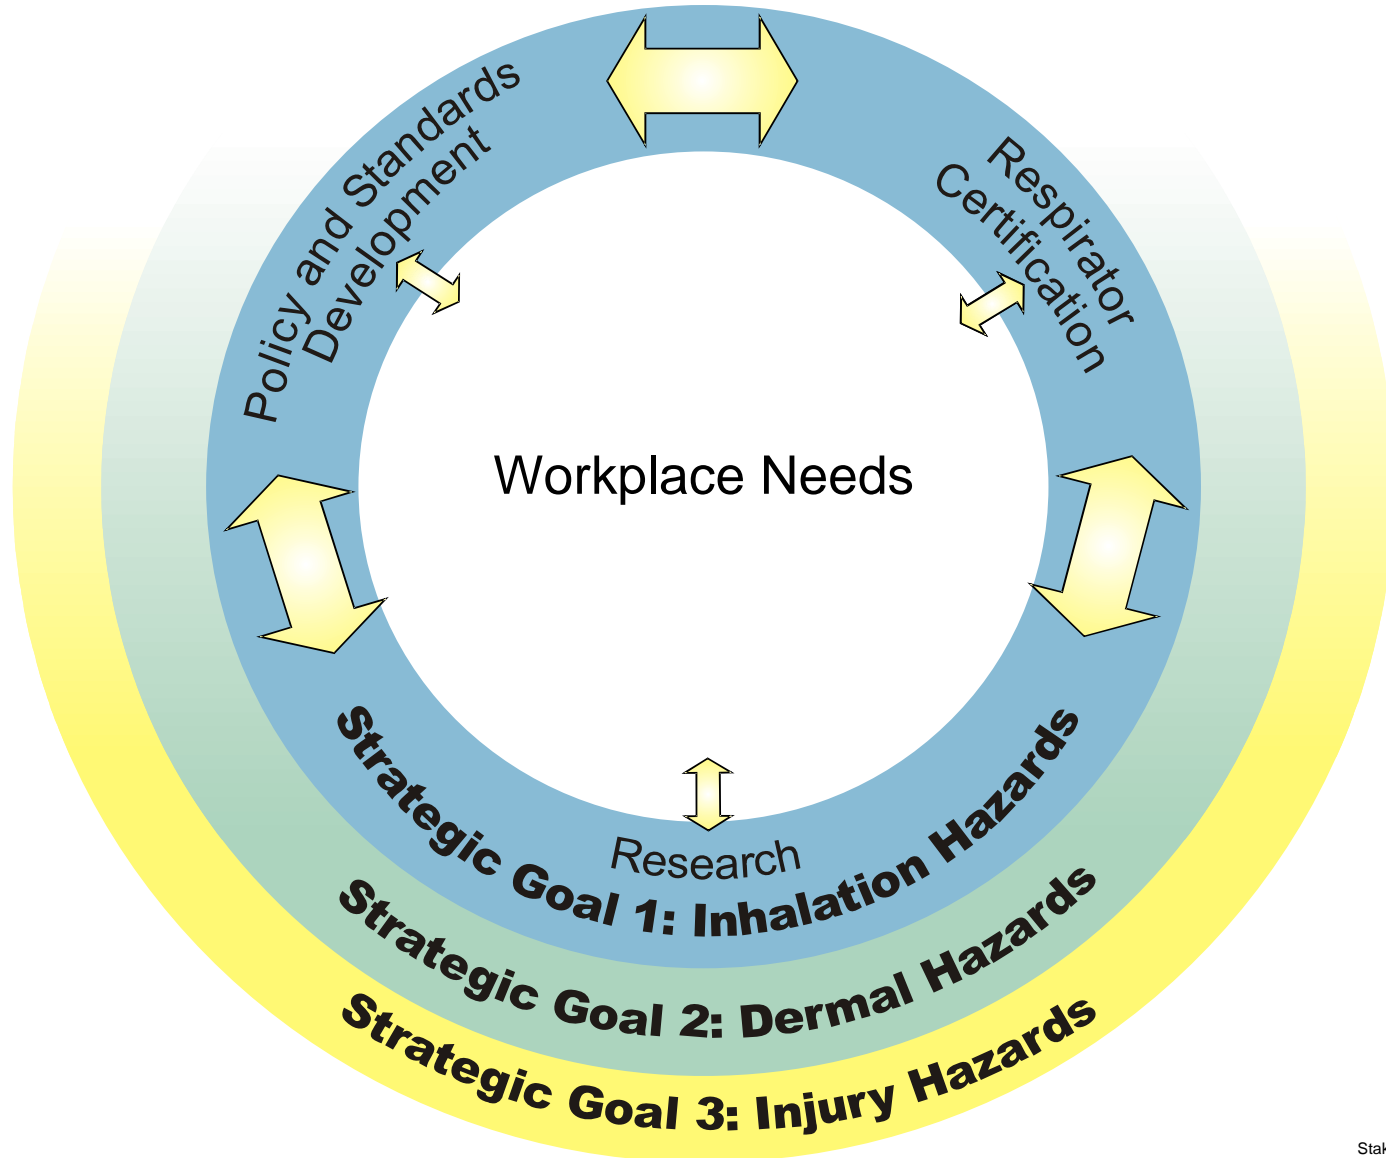 Policy and Standards
Development
Respirator
Certification
Workplace Needs
Research
Strategic Goal 1: Inhalation Hazards
Strategic Goal 2: Dermal Hazards
Strategic Goal 3: Injury Hazards